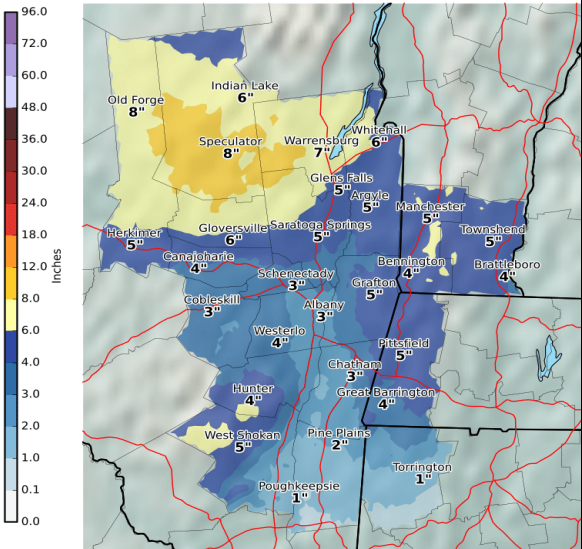 96.0
72.0
60.0
48.0
36.0
30.0
24.0
18.0
12.0
8.0
6.0
4.0
3.0
2.0
1.0
0.1
0.0
Inches
Indian Lake
6"
Old Forge
8"
Speculator
8"
Warrensburg
7"
Whitehall
6"
Glens Falls
5"
Argyle
5"
Manchester
5"
Herkimer
5"
Gloversville
6"
Saratoga Springs
5"
Townshend
5"
Canajoharie
4"
Bennington
4"
Brattleboro
4"
Schenectady
3"
Grafton
5"
Cobleskill
3"
Albany
3"
Westerlo
4"
Pittsfield
5"
Chatham
3"
Hunter
4"
Great Barrington
4"
West Shokan
5"
Pine Plains
2"
Torrington
1"
Poughkeepsie
1"